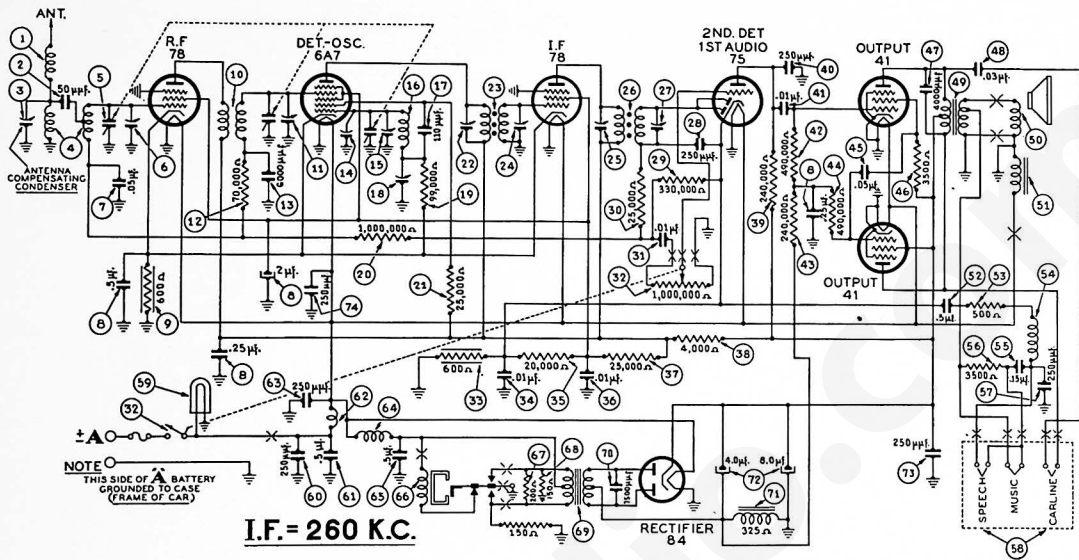 ANT.
R.F
78
DET.-OSC.
6A7
I.F
78
2ND. DET
1ST AUDIO
75
OUTPUT
41
1
2
3
4
5
6
7
50µµf.
.05µf.
ANTENNA
COMPENSATING
CONDENSER
8
.5µf.
9
600Ω
10
11
12
70,000Ω
13
6000µµf.
14
15
16
17
110µµf.
18
19
99,000Ω
20
1,000,000Ω
21
25,000Ω
22
23
24
25
26
27
28
250µµf.
29
330,000Ω
30
25,000Ω
31
.01µf.
32
1,000,000Ω
8
.2µf.
74
250µµf.
8
.25µf.
33
600Ω
34
.01µf.
35
20,000Ω
36
.01µf.
37
25,000Ω
38
4,000Ω
39
240,000Ω
40
250µµf.
41
.01µf.
42
490,000Ω
43
240,000Ω
8
.25µf.
44
490,000Ω
45
.05µf.
46
3500Ω
47
4000µµf.
48
.03µf.
49
50
51
OUTPUT
41
52
.5µf.
53
500Ω
54
55
.15µf.
56
3500Ω
57
250µµf.
58
SPEECH
MUSIC
CARLINE
59
32
±A
NOTE
THIS SIDE OF "A" BATTERY
GROUNDED TO CASE
(FRAME OF CAR)
60
250µµf.
61
.5µf.
62
63
250µµf.
64
65
.5µf.
66
67
200Ω
68
150Ω
69
150Ω
70
RECTIFIER
84
71
325Ω
72
4.0µf.
8.0µf.
73
250µµf.
I.F. = 260 K.C.